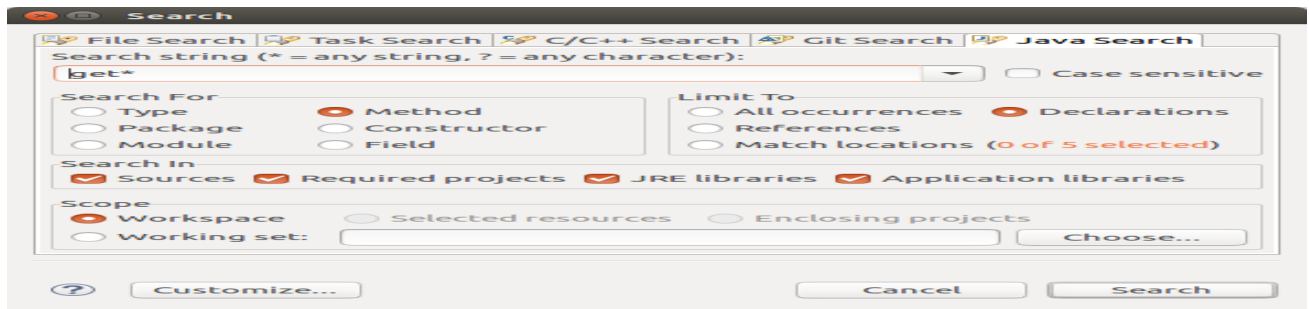 Search
File Search Task Search C/C++ Search Git Search Java Search
Search string (* = any string, ? = any character):
get*
Case sensitive
Search For
Type Method
Package Constructor
Module Field
Limit To
All occurrences Declarations
References
Match locations (0 of 5 selected)
Search In
Sources Required projects JRE libraries Application libraries
Scope
Workspace Selected resources Enclosing projects
Working set: Choose...
? Customize... Cancel Search